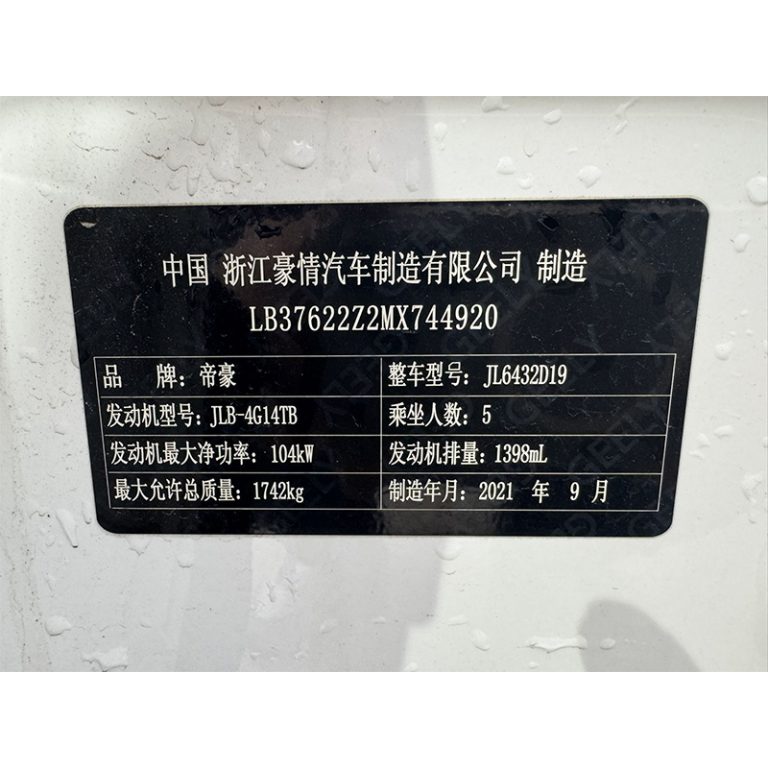 中国 浙江豪情汽车制造有限公司 制造
LB37622Z2MX744920
品 牌：帝豪 整车型号：JL6432D19
发动机型号：JLB-4G14TB 乘坐人数：5
发动机最大净功率：104kW 发动机排量：1398mL
最大允许总质量：1742kg 制造年月：2021 年 9 月
GEELY